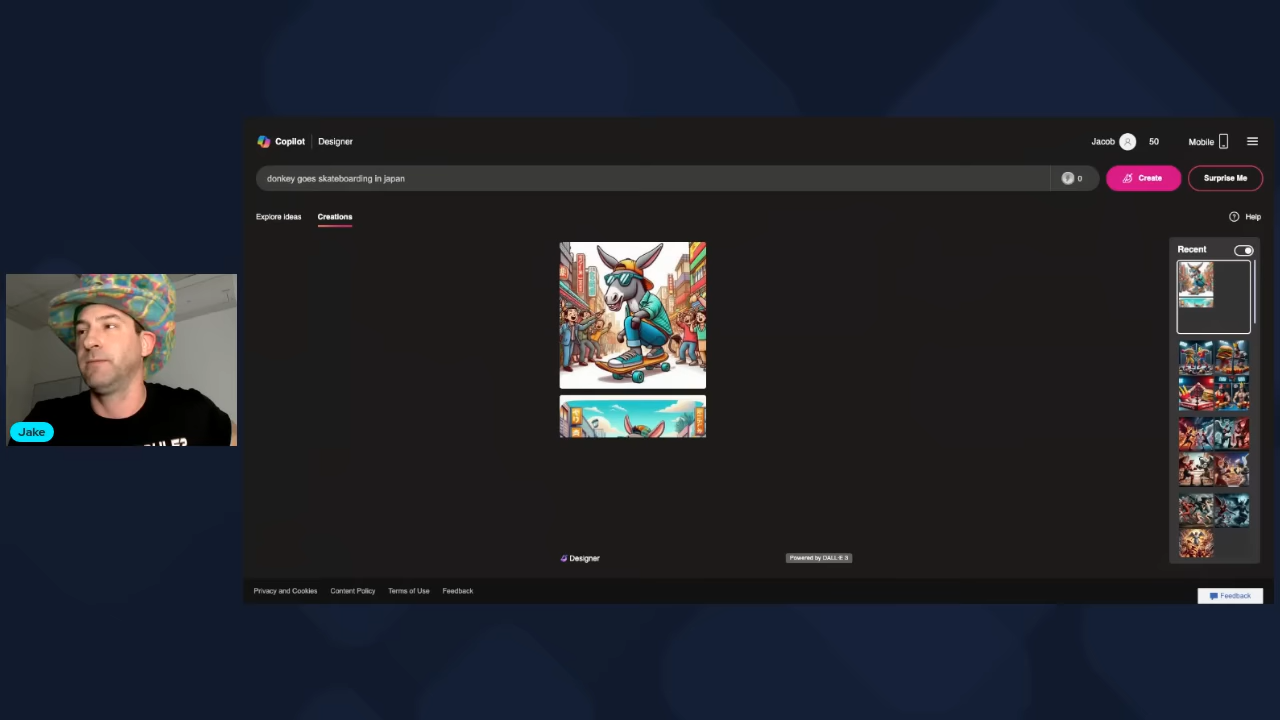 Copilot Designer
Jacob 50 Mobile
donkey goes skateboarding in japan
0
Create
Surprise Me
Explore ideas Creations
Help
Recent
Jake
Designer
Powered by DALL·E 3
Privacy and Cookies Content Policy Terms of Use Feedback
Feedback